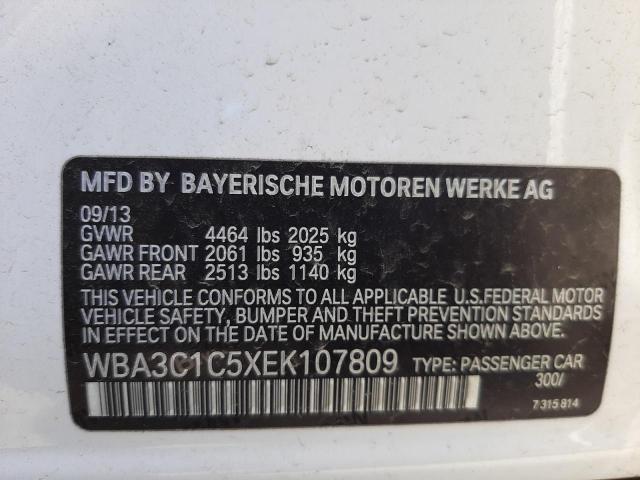 MFD BY BAYERISCHE MOTOREN WERKE AG
09/13
GVWR 4464 lbs 2025 kg
GAWR FRONT 2061 lbs 935 kg
GAWR REAR 2513 lbs 1140 kg
THIS VEHICLE CONFORMS TO ALL APPLICABLE U.S.FEDERAL MOTOR
VEHICLE SAFETY, BUMPER AND THEFT PREVENTION STANDARDS
IN EFFECT ON THE DATE OF MANUFACTURE SHOWN ABOVE.
WBA3C1C5XEK107809 TYPE: PASSENGER CAR
300/
7 315 814